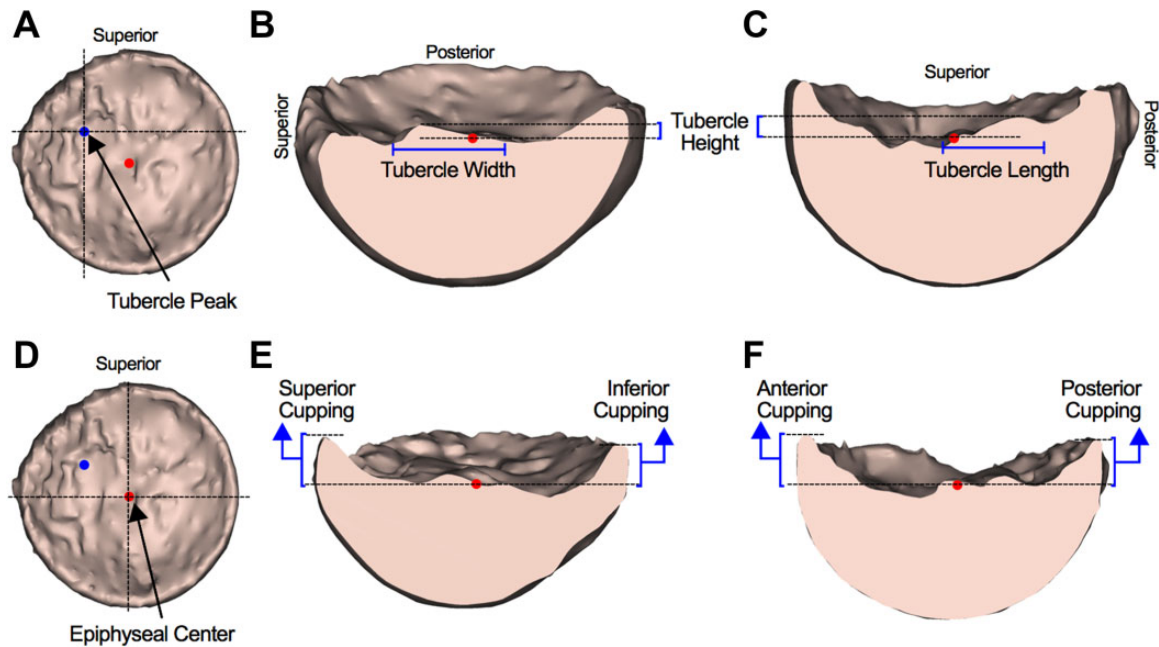 A
Superior
Tubercle Peak
B
Posterior
Superior
Tubercle Width
Tubercle
Height
C
Superior
Posterior
Tubercle Length
D
Superior
Epiphyseal Center
E
Superior
Cupping
Inferior
Cupping
F
Anterior
Cupping
Posterior
Cupping